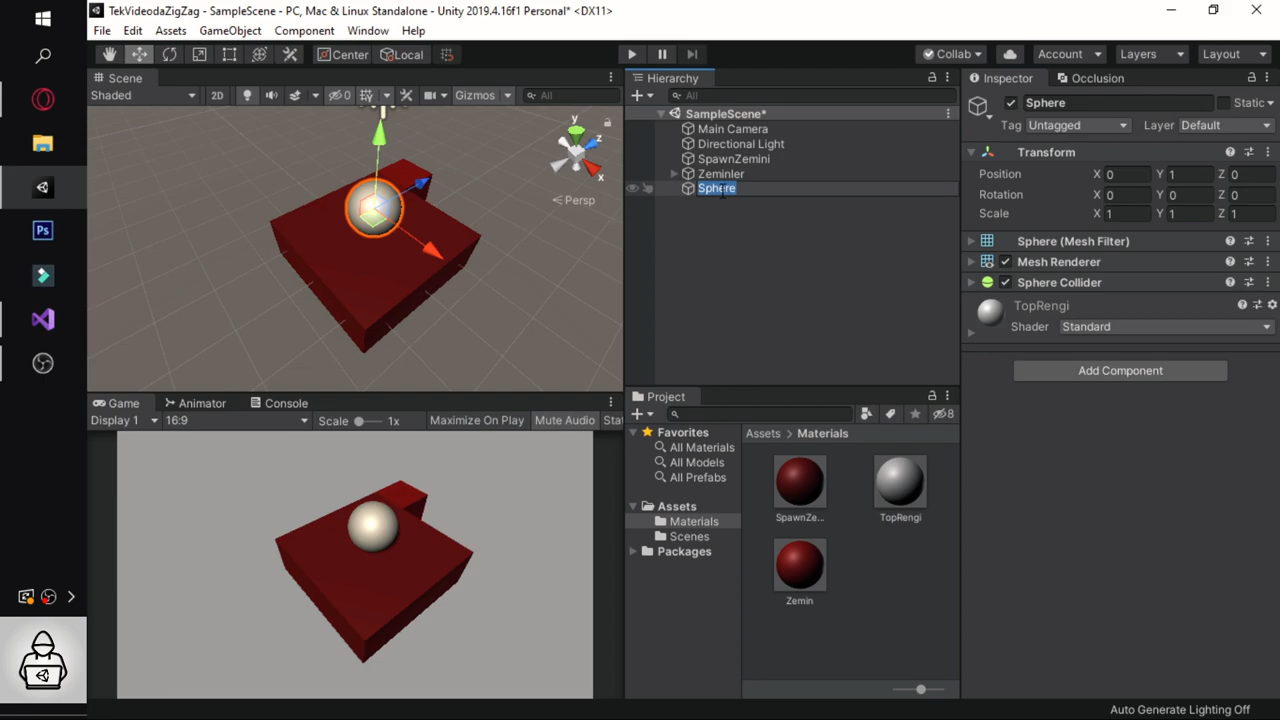 TekVideodaZigZag - SampleScene - PC, Mac & Linux Standalone - Unity 2019.4.16f1 Personal* <DX11>
File Edit Assets GameObject Component Window Help
Center Local Collab Account Layers Layout
Scene
Shaded 2D 0 Gizmos All
y
z
x
Persp
Hierarchy
All
SampleScene*
Main Camera
Directional Light
SpawnZemini
Zeminler
Sphere
Inspector Occlusion
Sphere Static
Tag Untagged Layer Default
Transform
Position X 0 Y 1 Z 0
Rotation X 0 Y 0 Z 0
Scale X 1 Y 1 Z 1
Sphere (Mesh Filter)
Mesh Renderer
Sphere Collider
TopRengi
Shader Standard
Add Component
Game Animator Console
Display 1 16:9 Scale 1x Maximize On Play Mute Audio Stat
Project
8
Favorites
All Materials
All Models
All Prefabs
Assets
Materials
Scenes
Packages
Assets > Materials
SpawnZe... TopRengi
Zemin
Ps
Auto Generate Lighting Off